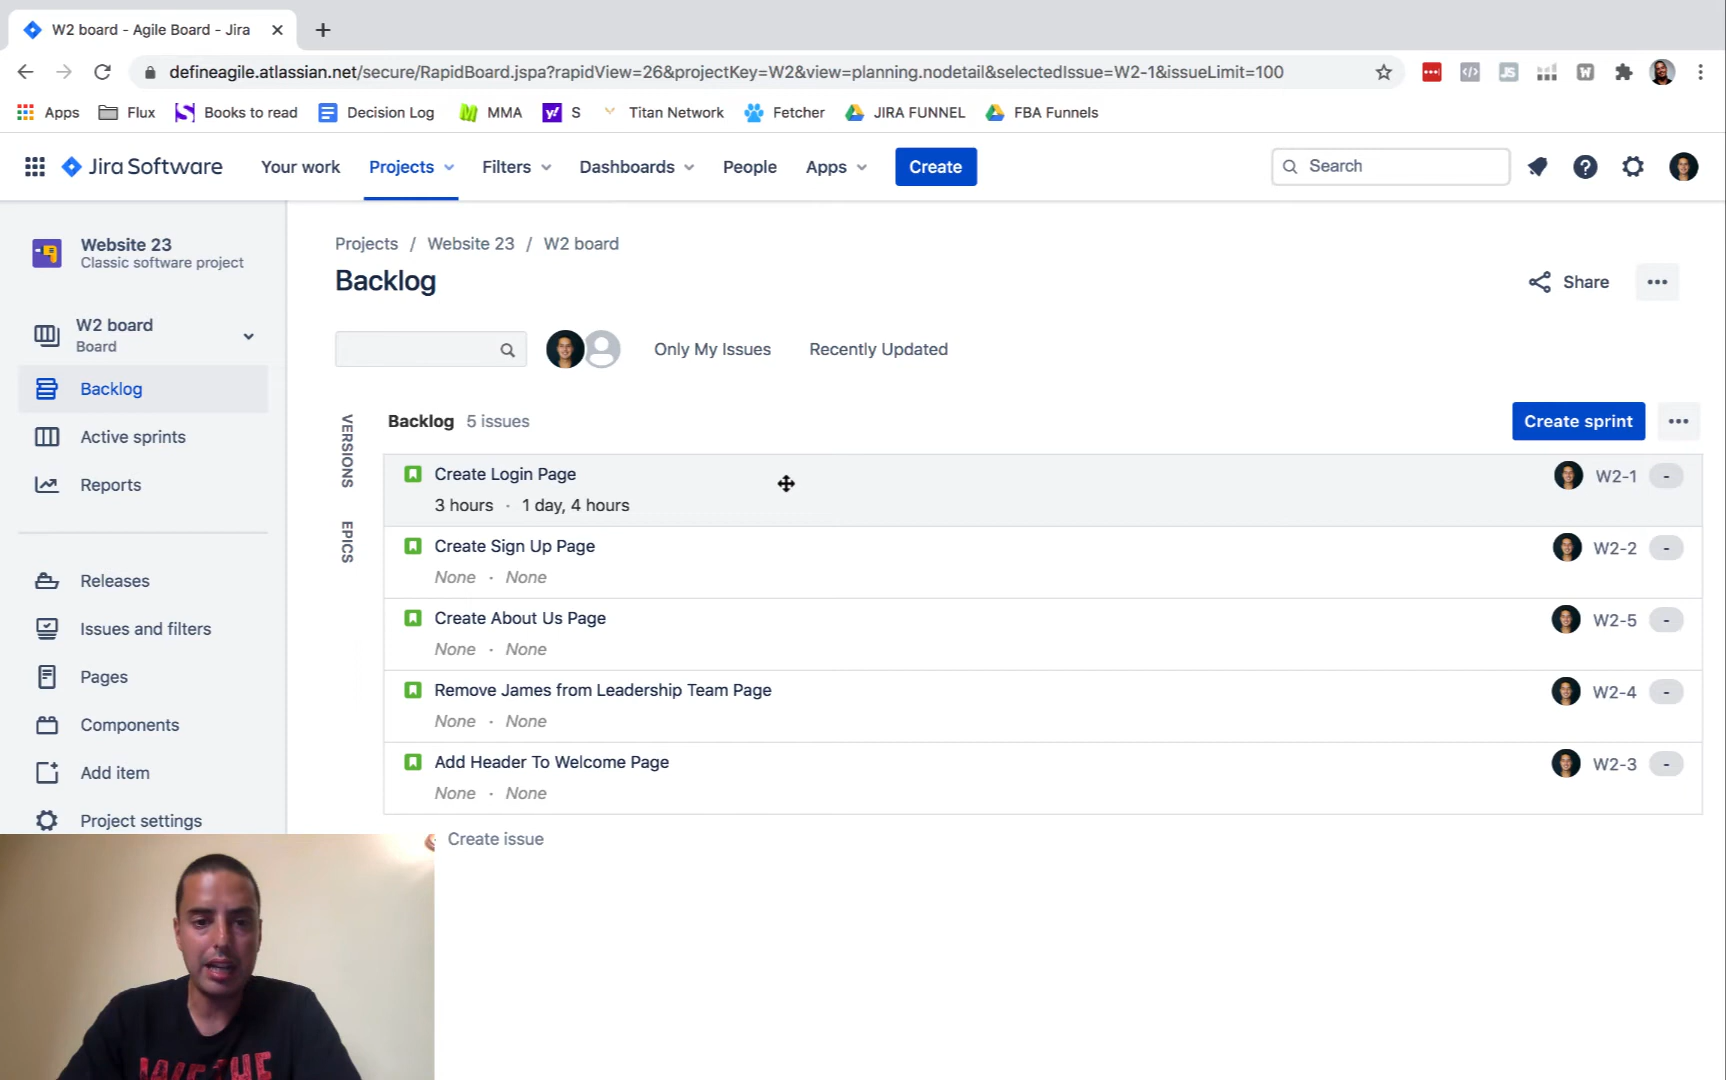 W2 board - Agile Board - Jira
defineagile.atlassian.net/secure/RapidBoard.jspa?rapidView=26&projectKey=W2&view=planning.nodetail&selectedIssue=W2-1&issueLimit=100
Apps Flux Books to read Decision Log MMA S Titan Network Fetcher JIRA FUNNEL FBA Funnels
Jira Software Your work Projects Filters Dashboards People Apps Create Search
Website 23
Classic software project
W2 board
Board
Backlog
Active sprints
Reports
Releases
Issues and filters
Pages
Components
Add item
Project settings
Projects / Website 23 / W2 board
Backlog
Share
Only My Issues Recently Updated
VERSIONS
EPICS
Backlog 5 issues Create sprint
Create Login Page W2-1 -
3 hours · 1 day, 4 hours
Create Sign Up Page W2-2 -
None · None
Create About Us Page W2-5 -
None · None
Remove James from Leadership Team Page W2-4 -
None · None
Add Header To Welcome Page W2-3 -
None · None
Create issue